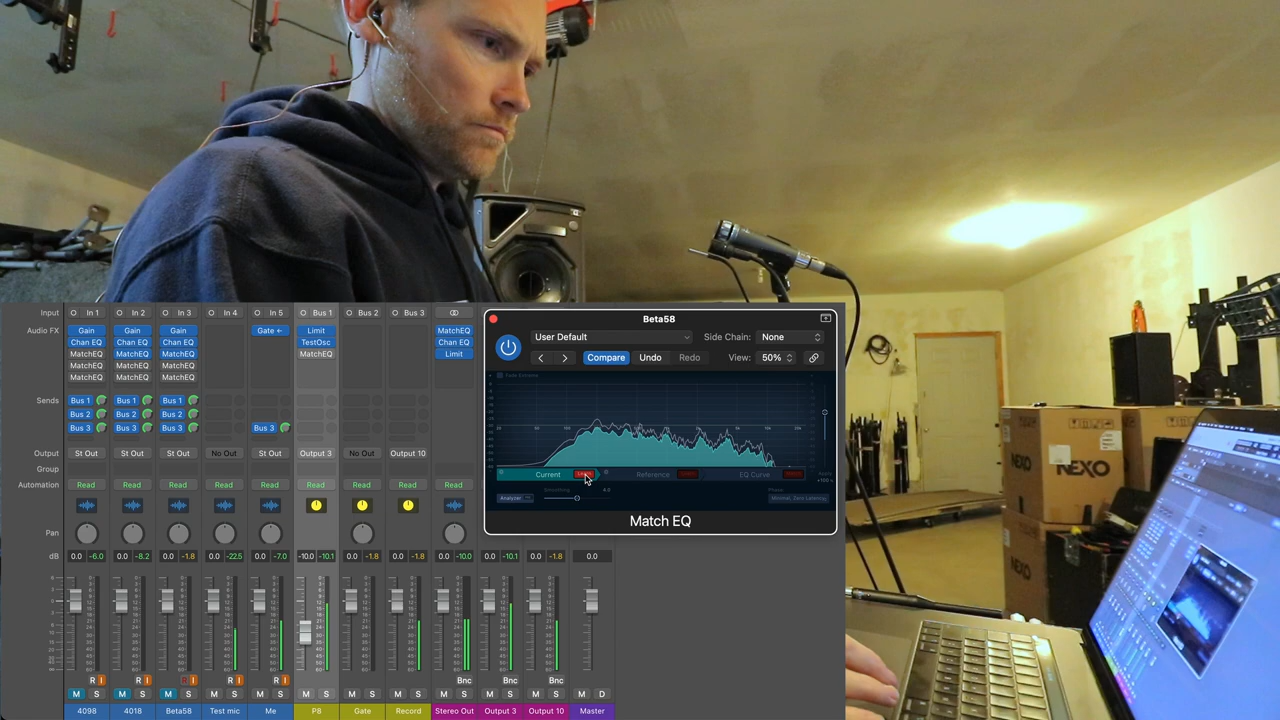 Input In 1 In 2 In 3 In 4 In 5 Bus 1 Bus 2 Bus 3
Audio FX Gain Gain Gain Gate Limit MatchEQ
Chan EQ Chan EQ Chan EQ TestOsc Chan EQ
MatchEQ MatchEQ MatchEQ MatchEQ Limit
MatchEQ MatchEQ MatchEQ
MatchEQ MatchEQ MatchEQ
Sends Bus 1 Bus 1 Bus 1
Bus 2 Bus 2 Bus 2
Bus 3 Bus 3 Bus 3 Bus 3
Output St Out St Out St Out No Out St Out Output 3 No Out Output 10
Group
Automation Read Read Read Read Read Read Read Read Read Read Read
Pan
dB 0.0 -6.0 0.0 -8.2 0.0 -1.8 0.0 -22.5 0.0 -7.0 -10.0 -10.1 0.0 -1.8 0.0 -1.8 0.0 -10.0 0.0 -10.1 0.0 -1.8 0.0
R I R I R I R I R I Bnc Bnc Bnc
M S M S M S M S M S M S M S M S M S M S M S M D
4098 4018 Beta58 Test mic Me P8 Gate Record Stereo Out Output 3 Output 10 Master
Beta58
User Default Side Chain: None
Compare Undo Redo View: 50%
Current Reference EQ Curve
Analyzer
Match EQ
NEXO
NEXO
NEXO